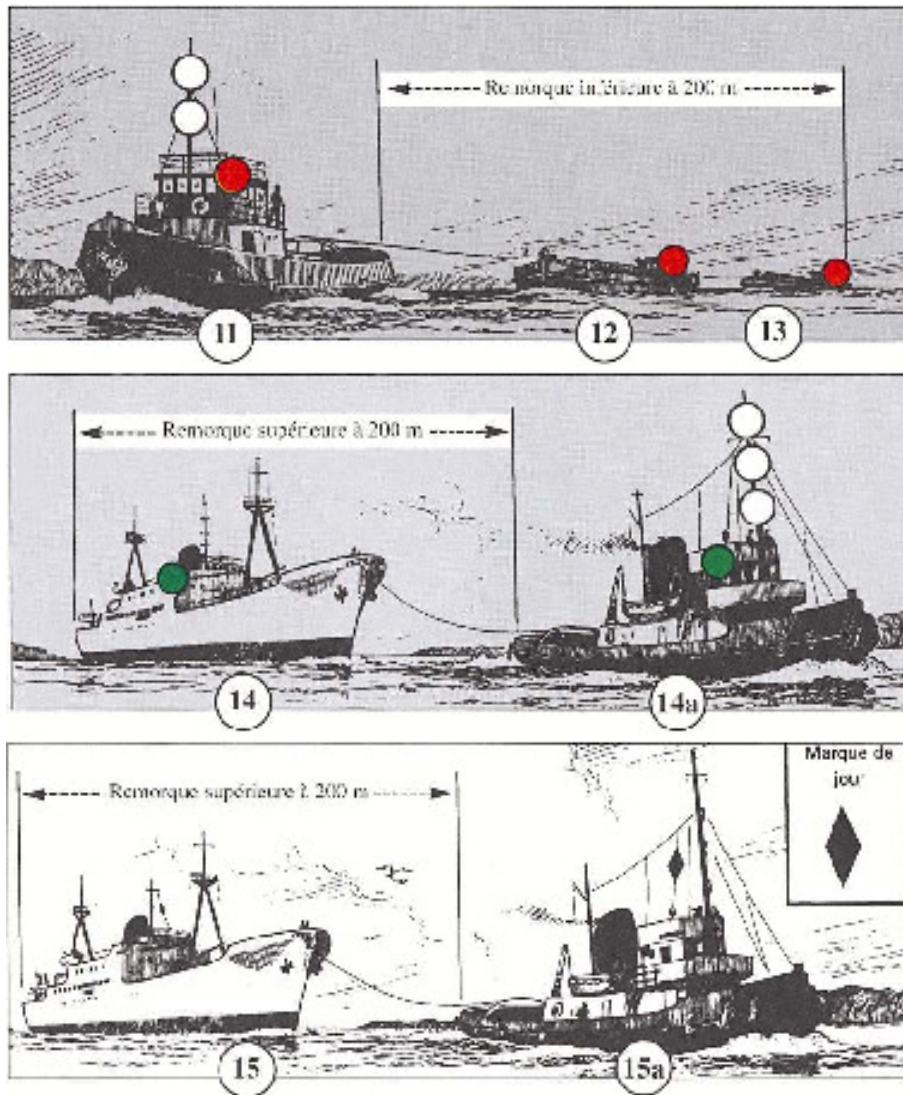 Remorque inférieure à 200 m
11
12
13
Remorque supérieure à 200 m
14
14a
Marque de
jour
Remorque supérieure à 200 m
15
15a